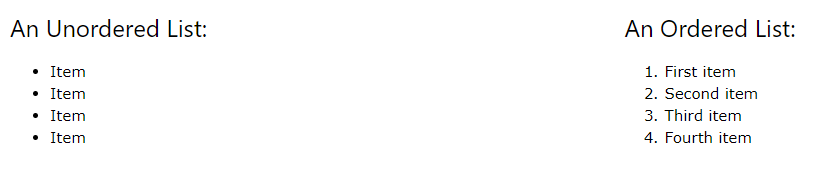 An Unordered List:
• Item
• Item
• Item
• Item
An Ordered List:
1. First item
2. Second item
3. Third item
4. Fourth item